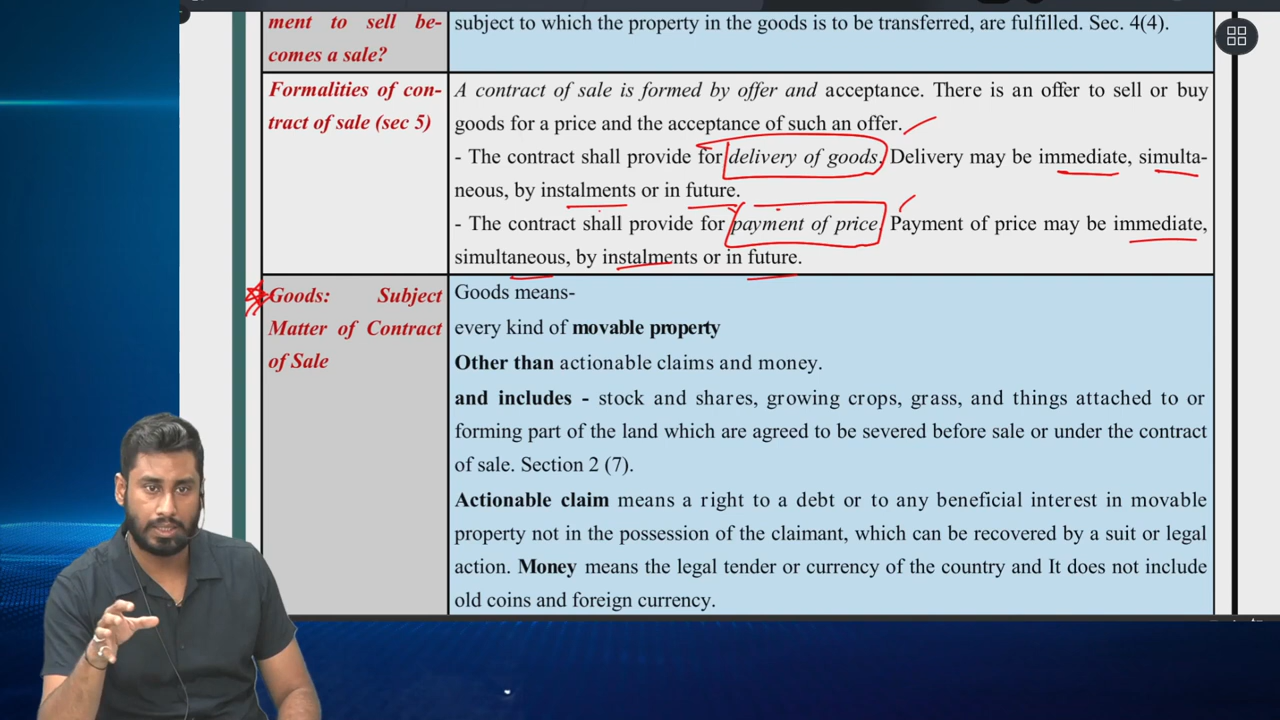 ment to sell be-
comes a sale?
subject to which the property in the goods is to be transferred, are fulfilled. Sec. 4(4).
Formalities of con-
tract of sale (sec 5)
A contract of sale is formed by offer and acceptance. There is an offer to sell or buy
goods for a price and the acceptance of such an offer.
- The contract shall provide for delivery of goods. Delivery may be immediate, simulta-
neous, by instalments or in future.
- The contract shall provide for payment of price. Payment of price may be immediate,
simultaneous, by instalments or in future.
Goods: Subject
Matter of Contract
of Sale
Goods means-
every kind of movable property
Other than actionable claims and money.
and includes - stock and shares, growing crops, grass, and things attached to or
forming part of the land which are agreed to be severed before sale or under the contract
of sale. Section 2 (7).
Actionable claim means a right to a debt or to any beneficial interest in movable
property not in the possession of the claimant, which can be recovered by a suit or legal
action. Money means the legal tender or currency of the country and It does not include
old coins and foreign currency.